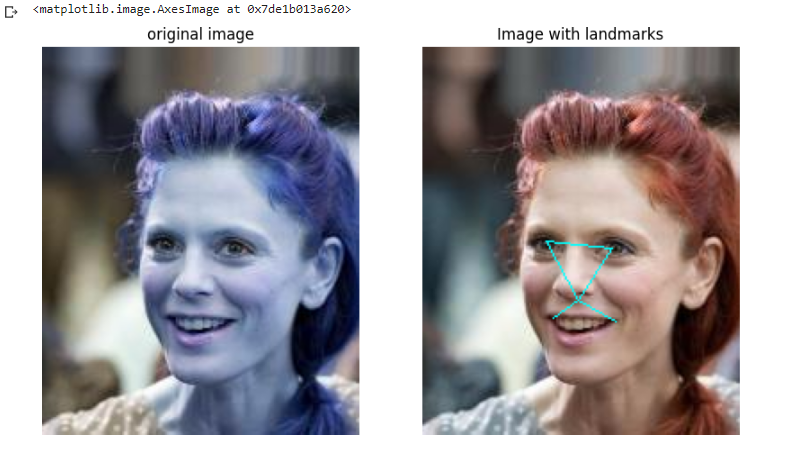 <matplotlib.image.AxesImage at 0x7de1b013a620>
original image
Image with landmarks